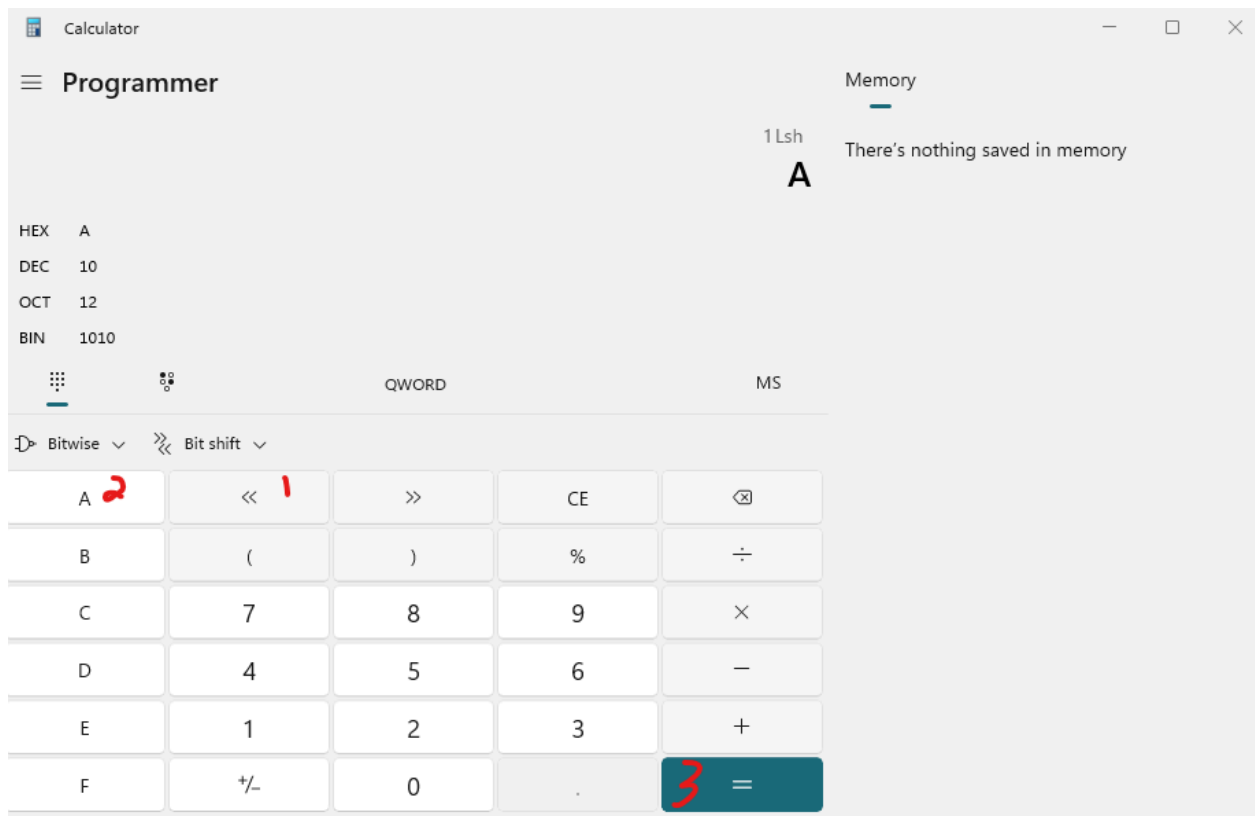 Calculator
Programmer
Memory
1 Lsh
There's nothing saved in memory
A
HEX A
DEC 10
OCT 12
BIN 1010
QWORD MS
Bitwise Bit shift
A 2 « 1 » CE
B ( ) % ÷
C 7 8 9 ×
D 4 5 6 −
E 1 2 3 +
F +/− 0 . 3 =